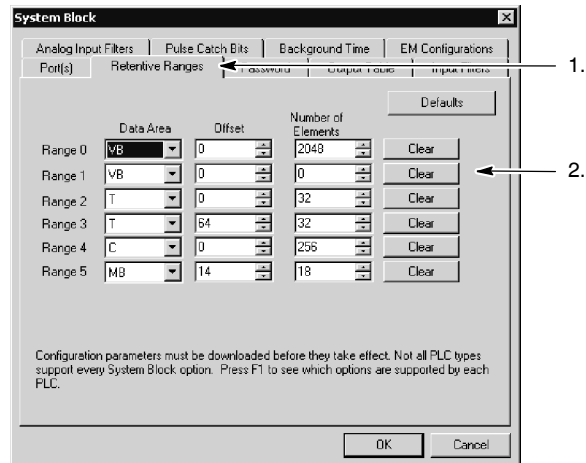 System Block
Analog Input Filters Pulse Catch Bits Background Time EM Configurations
Port(s) Retentive Ranges Password Output Table Input Filters 1.
Defaults
Data Area Offset Number of Elements
Range 0 VB 0 2048 Clear
Range 1 VB 0 0 Clear 2.
Range 2 T 0 32 Clear
Range 3 T 64 32 Clear
Range 4 C 0 256 Clear
Range 5 MB 14 18 Clear
Configuration parameters must be downloaded before they take effect. Not all PLC types
support every System Block option. Press F1 to see which options are supported by each
PLC.
OK Cancel